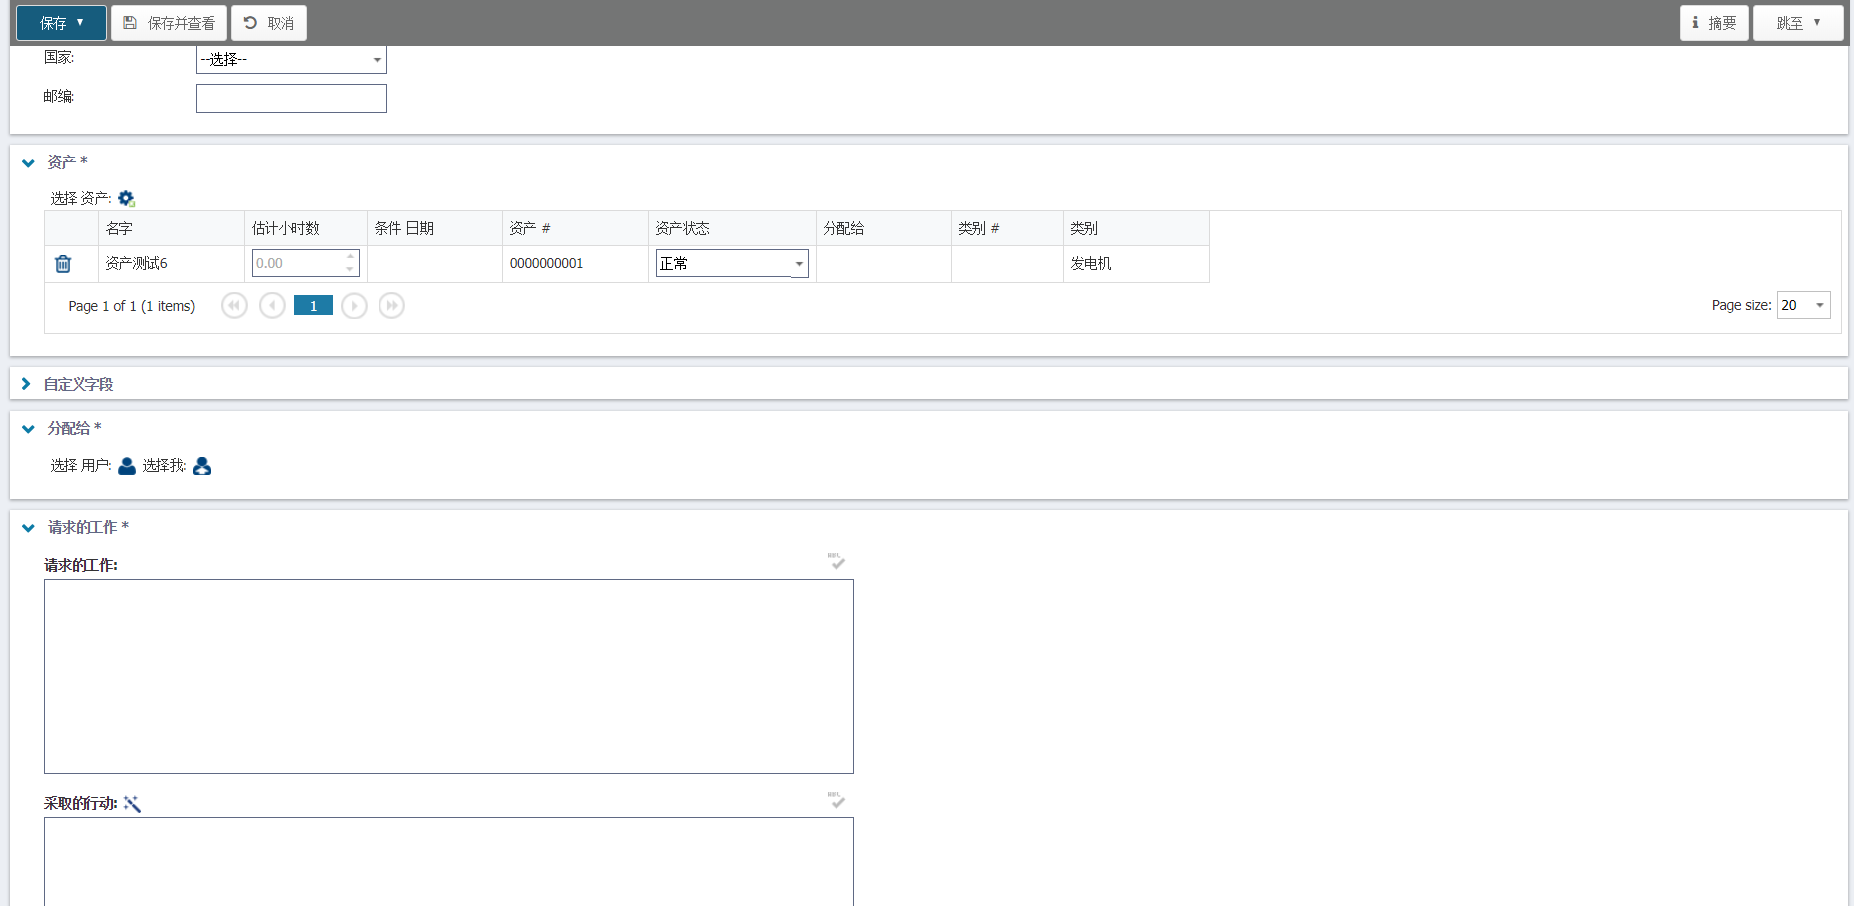 保存 ▼ 保存并查看 取消 摘要 跳至 ▼
国家: --选择--
邮编:
资产 *
选择 资产:
名字 估计小时数 条件 日期 资产 # 资产状态 分配给 类别 # 类别
资产测试6 0.00 0000000001 正常 发电机
Page 1 of 1 (1 items) 1 Page size: 20
自定义字段
分配给 *
选择 用户: 选择我:
请求的工作 *
请求的工作:
采取的行动: